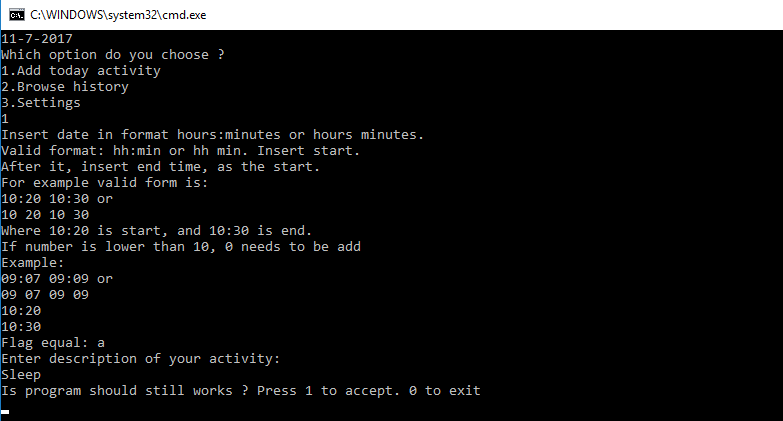 C:\WINDOWS\system32\cmd.exe
11-7-2017
Which option do you choose ?
1.Add today activity
2.Browse history
3.Settings
1
Insert date in format hours:minutes or hours minutes.
Valid format: hh:min or hh min. Insert start.
After it, insert end time, as the start.
For example valid form is:
10:20 10:30 or
10 20 10 30
Where 10:20 is start, and 10:30 is end.
If number is lower than 10, 0 needs to be add
Example:
09:07 09:09 or
09 07 09 09
10:20
10:30
Flag equal: a
Enter description of your activity:
Sleep
Is program should still works ? Press 1 to accept. 0 to exit